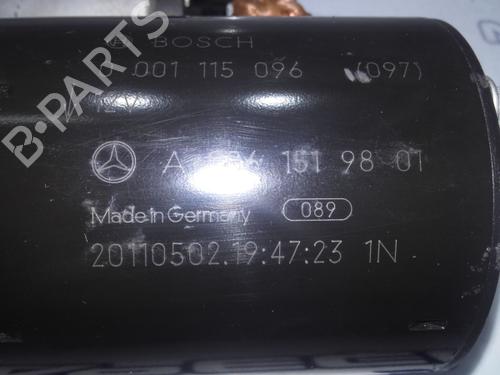 BOSCH
001 115 096 (097)
12V
A 6 151 98 01
Made in Germany 089
20110502.19:47:23 1N
B-PARTS